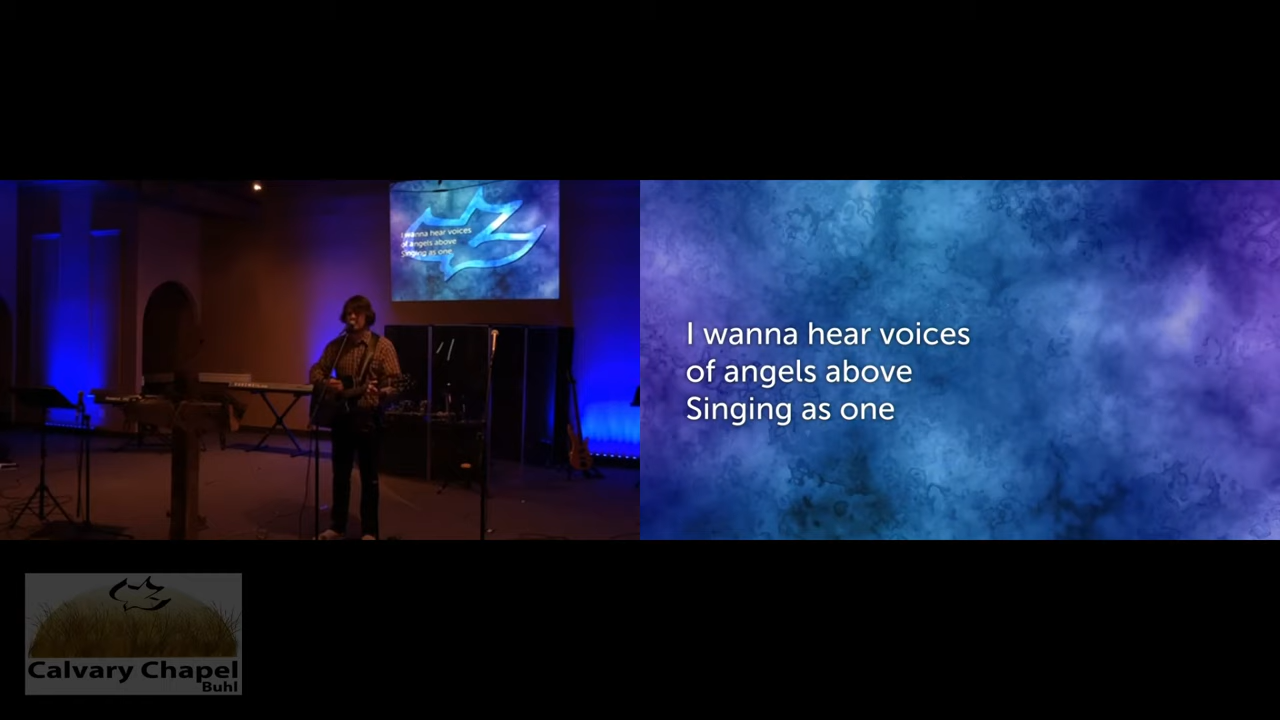 I wanna hear voices
of angels above
Singing as one
I wanna hear voices
of angels above
Singing as one
Calvary Chapel
Buhl